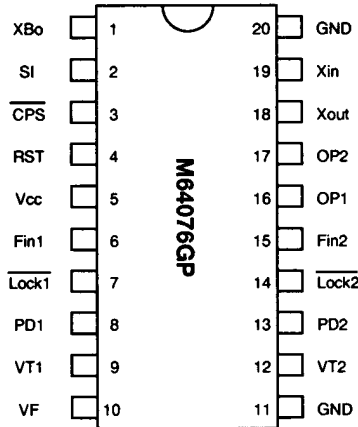 XBo 1 20 GND
SI 2 19 Xin
CPS 3 18 Xout
RST 4 17 OP2
Vcc 5 16 OP1
Fin1 6 15 Fin2
Lock1 7 14 Lock2
PD1 8 13 PD2
VT1 9 12 VT2
VF 10 11 GND
M64076GP